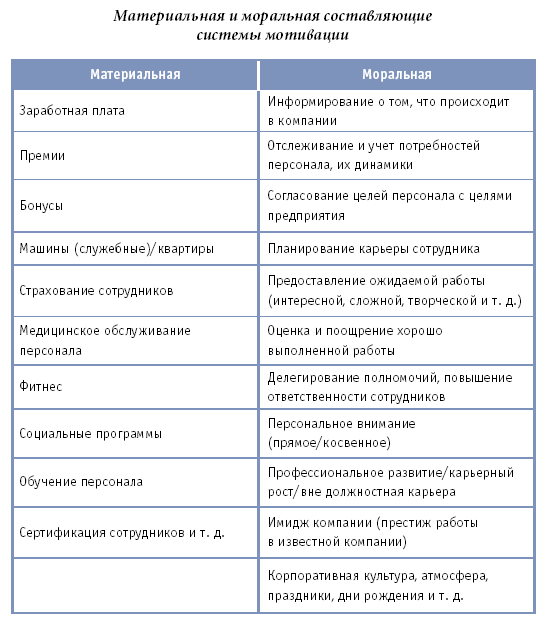 Материальная и моральная составляющие
системы мотивации
Материальная
Моральная
Заработная плата
Информирование о том, что происходит
в компании
Премии
Отслеживание и учет потребностей
персонала, их динамики
Бонусы
Согласование целей персонала с целями
предприятия
Машины (служебные)/квартиры
Планирование карьеры сотрудника
Страхование сотрудников
Предоставление ожидаемой работы
(интересной, сложной, творческой и т. д.)
Медицинское обслуживание
персонала
Оценка и поощрение хорошо
выполненной работы
Фитнес
Делегирование полномочий, повышение
ответственности сотрудников
Социальные программы
Персональное внимание
(прямое/косвенное)
Обучение персонала
Профессиональное развитие/карьерный
рост/вне должностная карьера
Сертификация сотрудников и т. д.
Имидж компании (престиж работы
в известной компании)
Корпоративная культура, атмосфера,
праздники, дни рождения и т. д.